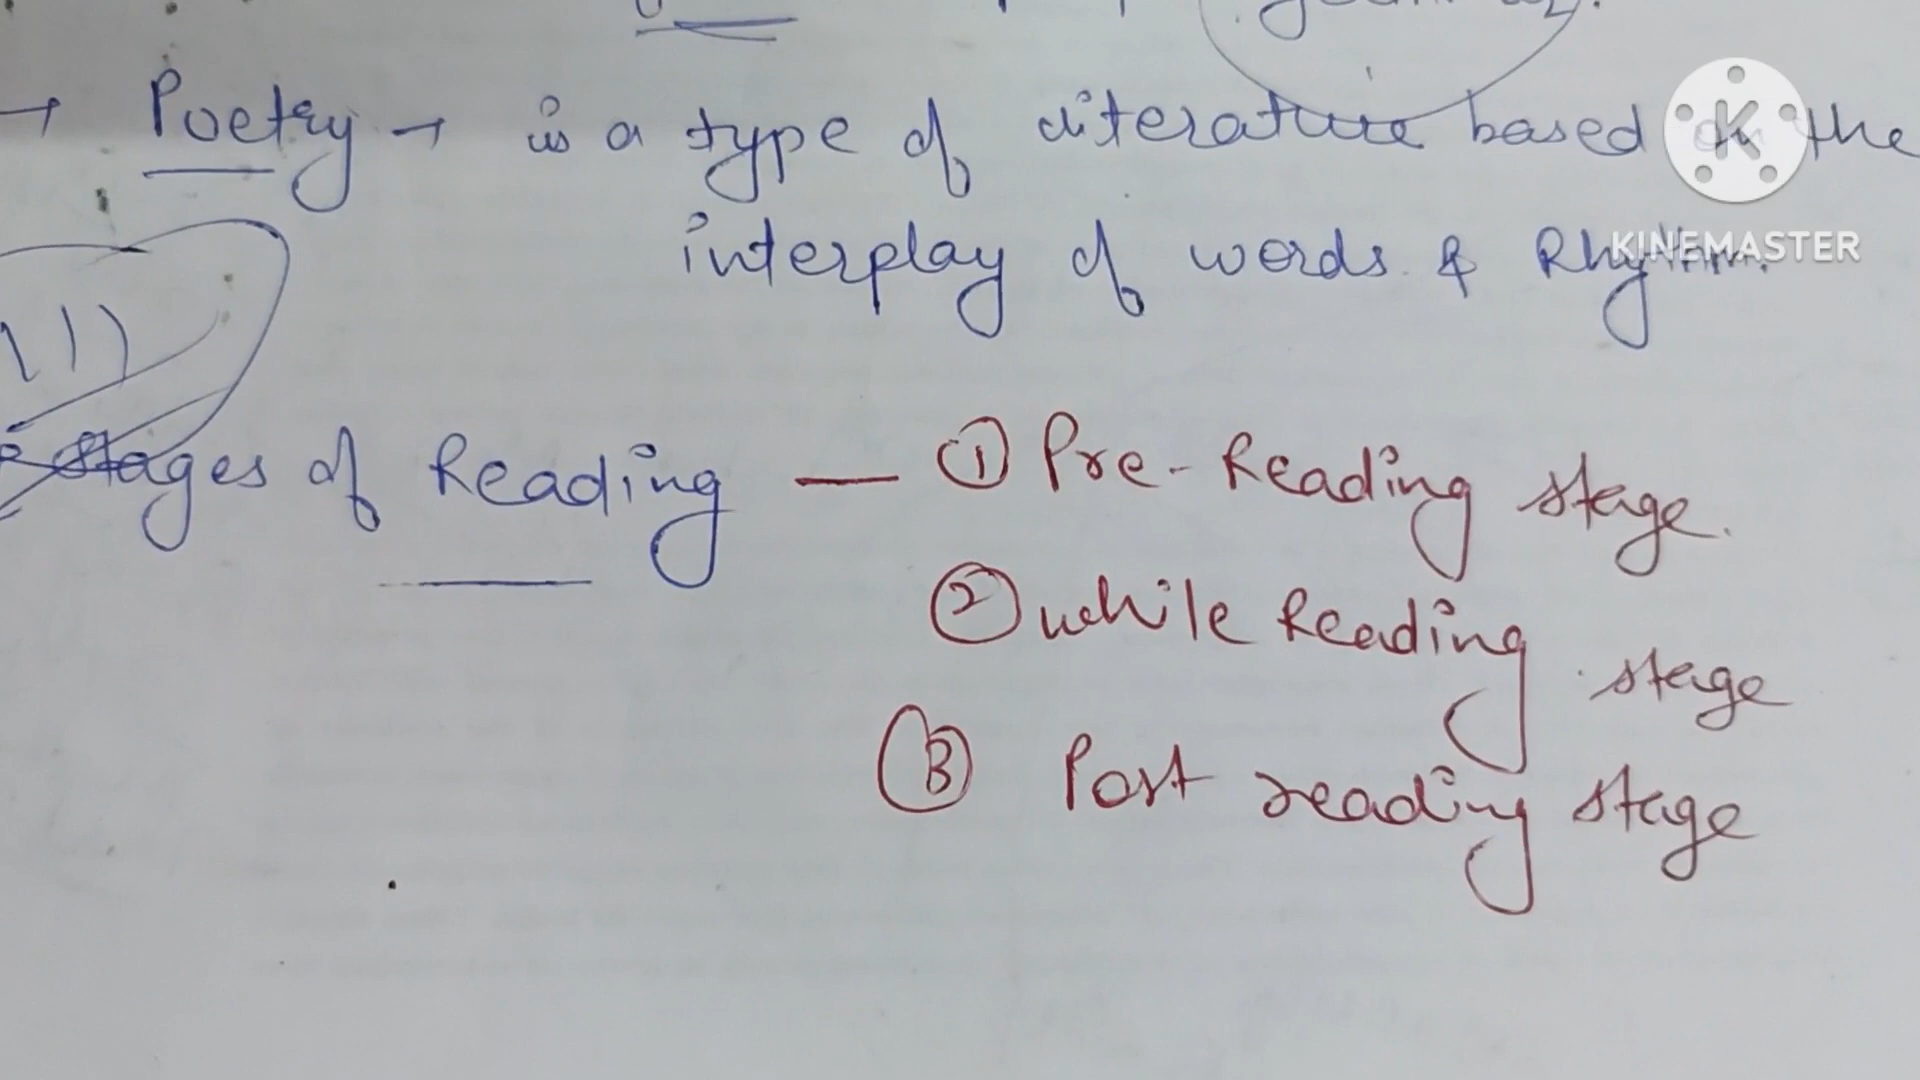 → Poetry → is a type of literature based on the
interplay of words & Rhythm.
Stages of Reading — ① Pre-Reading stage.
② while Reading stage
③ Post reading stage
K
KINEMASTER